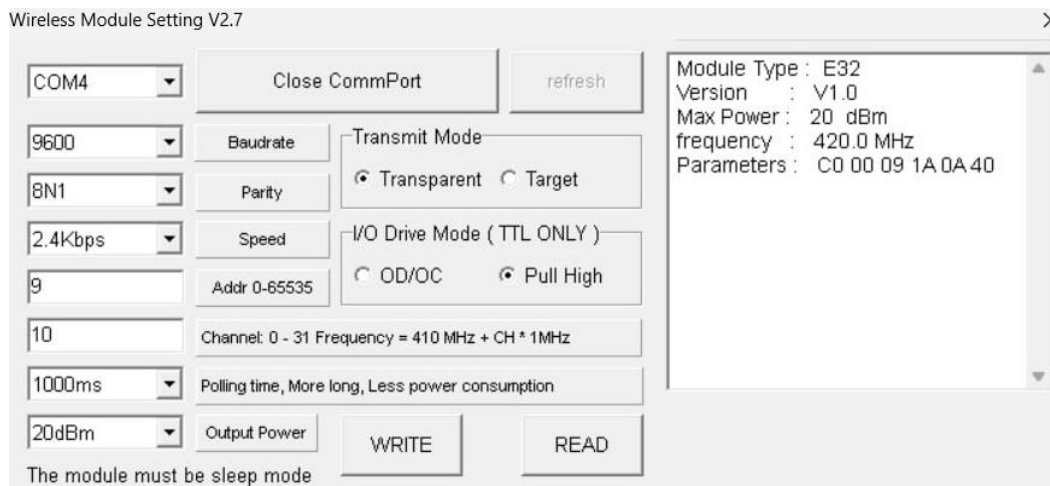 Wireless Module Setting V2.7
COM4 Close CommPort refresh
9600 Baudrate Transmit Mode
Transparent Target
8N1 Parity
2.4Kbps Speed I/O Drive Mode ( TTL ONLY )
OD/OC Pull High
9 Addr 0-65535
10 Channel: 0 - 31 Frequency = 410 MHz + CH * 1MHz
1000ms Polling time, More long, Less power consumption
20dBm Output Power WRITE READ
The module must be sleep mode
Module Type : E32
Version : V1.0
Max Power : 20 dBm
frequency : 420.0 MHz
Parameters : C0 00 09 1A 0A 40